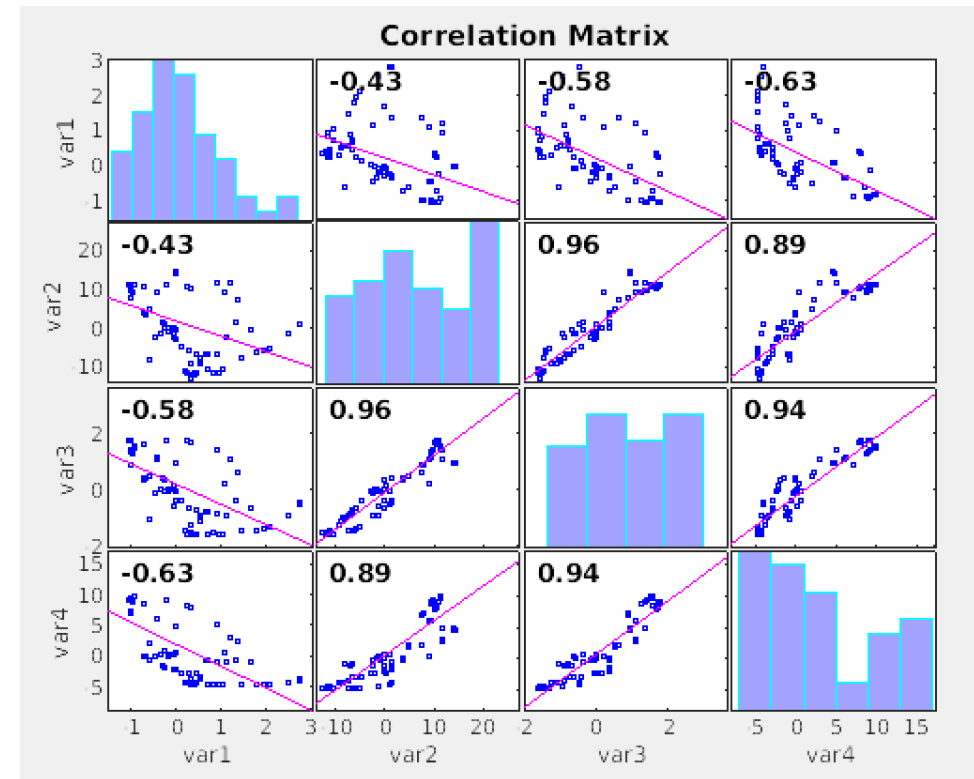 Correlation Matrix
var1
3
2
1
0
-1
-0.43
-0.58
-0.63
var2
20
10
0
-10
-0.43
0.96
0.89
var3
2
0
-2
-0.58
0.96
0.94
var4
15
10
5
0
-5
-0.63
0.89
0.94
-1 0 1 2 3
-10 0 10 20
-2 0 2
-5 0 5 10 15
var1 var2 var3 var4